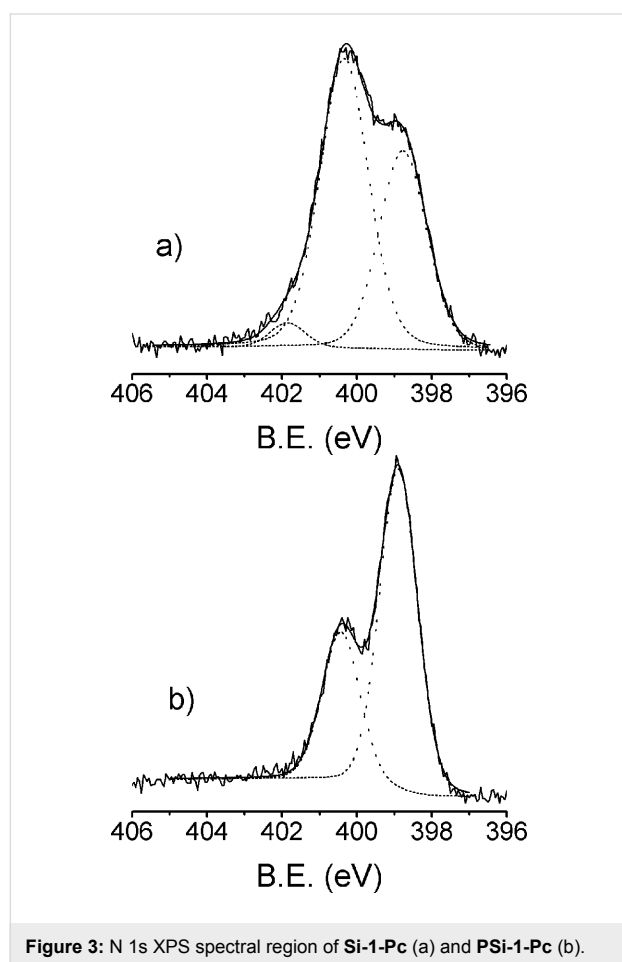 a)
406 404 402 400 398 396
B.E. (eV)
b)
406 404 402 400 398 396
B.E. (eV)
Figure 3: N 1s XPS spectral region of Si-1-Pc (a) and PSi-1-Pc (b).